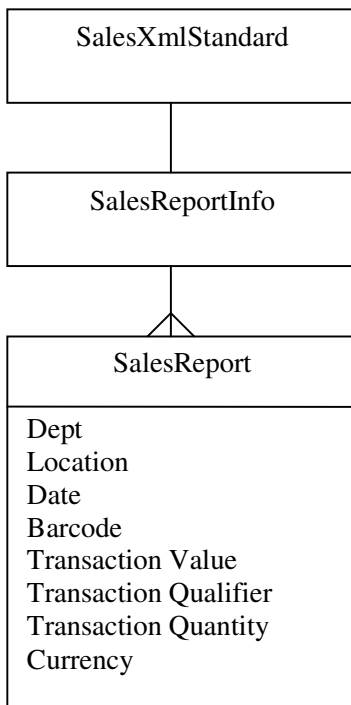 SalesXmlStandard
SalesReportInfo
SalesReport
Dept
Location
Date
Barcode
Transaction Value
Transaction Qualifier
Transaction Quantity
Currency